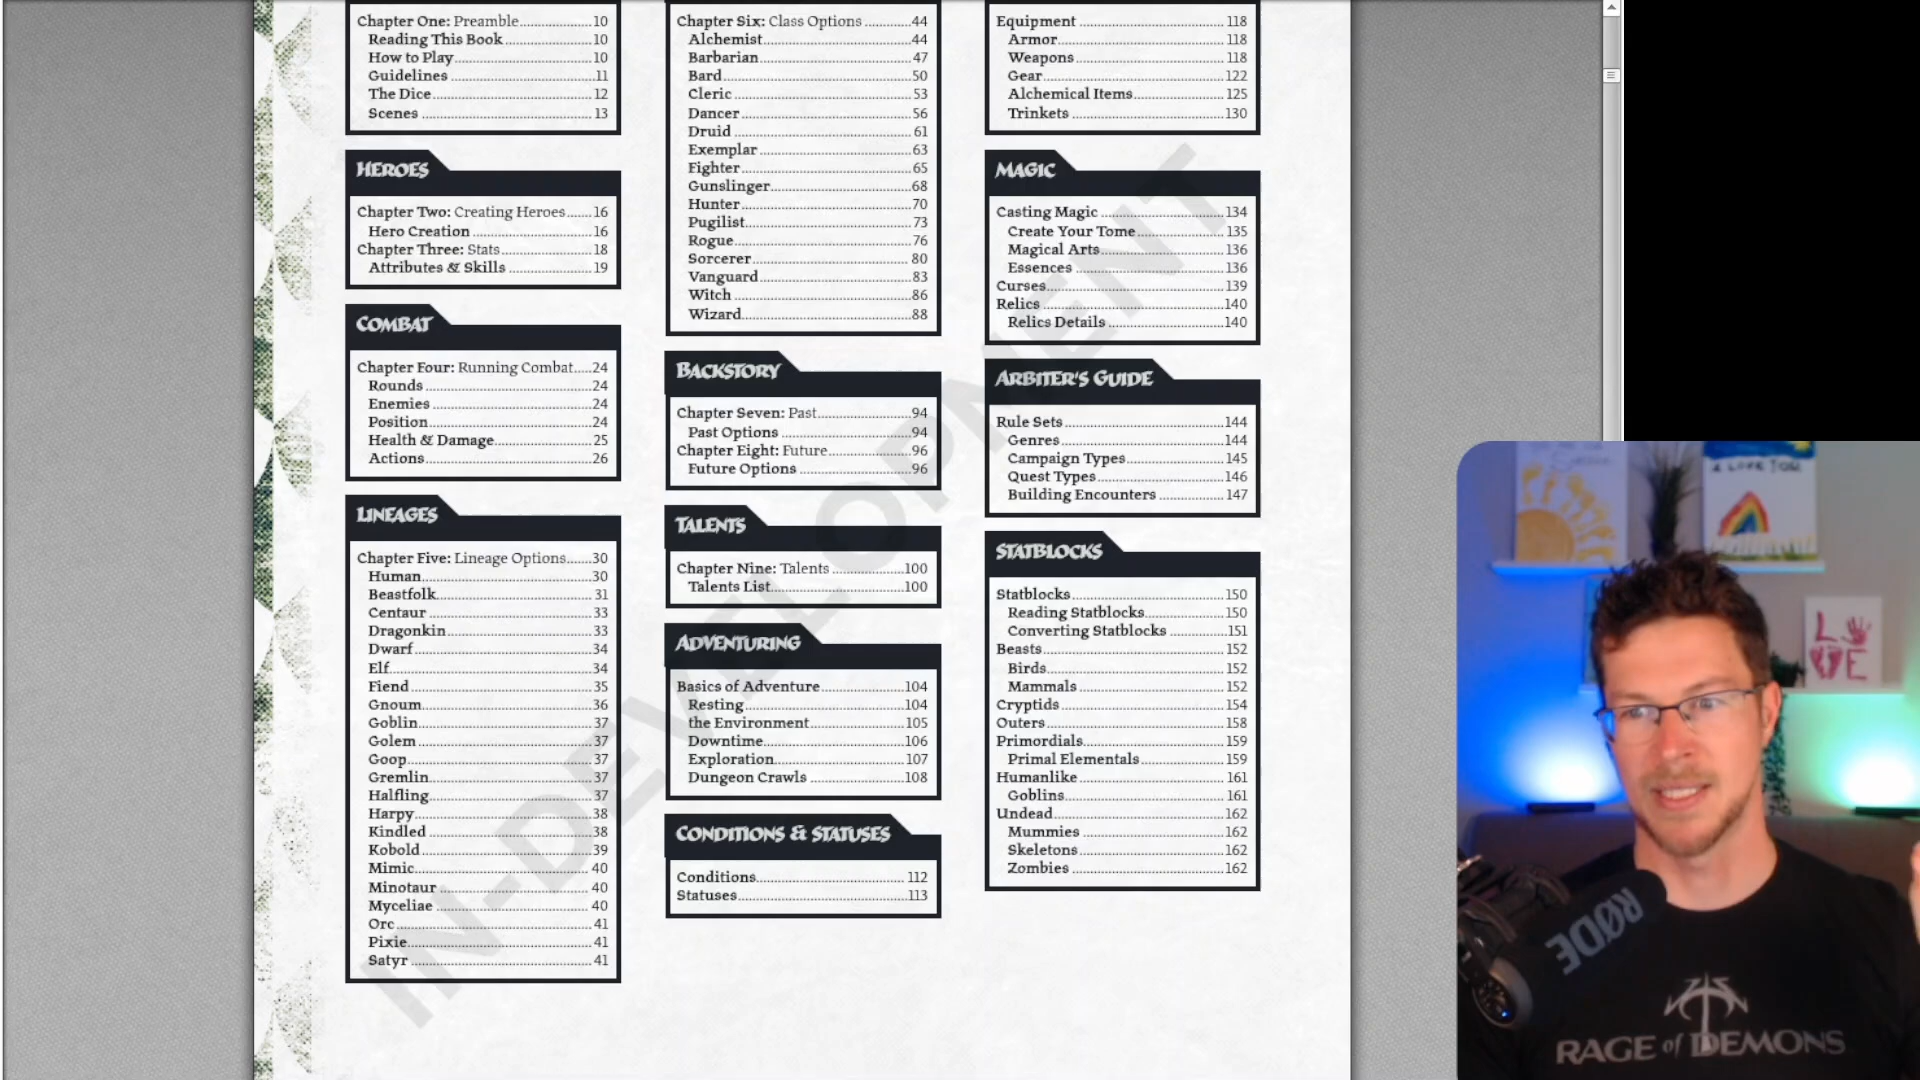 Chapter One: Preamble 10
Reading This Book 10
How to Play 10
Guidelines 11
The Dice 12
Scenes 13
HEROES
Chapter Two: Creating Heroes 16
Hero Creation 16
Chapter Three: Stats 18
Attributes & Skills 19
COMBAT
Chapter Four: Running Combat 24
Rounds 24
Enemies 24
Position 24
Health & Damage 25
Actions 26
LINEAGES
Chapter Five: Lineage Options 30
Human 30
Beastfolk 31
Centaur 33
Dragonkin 33
Dwarf 34
Elf 34
Fiend 35
Gnoum 36
Goblin 37
Golem 37
Goop 37
Gremlin 37
Halfling 37
Harpy 38
Kindled 38
Kobold 39
Mimic 40
Minotaur 40
Myceliae 40
Orc 41
Pixie 41
Satyr 41
Chapter Six: Class Options 44
Alchemist 44
Barbarian 47
Bard 50
Cleric 53
Dancer 56
Druid 61
Exemplar 63
Fighter 65
Gunslinger 68
Hunter 70
Pugilist 73
Rogue 76
Sorcerer 80
Vanguard 83
Witch 86
Wizard 88
BACKSTORY
Chapter Seven: Past 94
Past Options 94
Chapter Eight: Future 96
Future Options 96
TALENTS
Chapter Nine: Talents 100
Talents List 100
ADVENTURING
Basics of Adventure 104
Resting 104
the Environment 105
Downtime 106
Exploration 107
Dungeon Crawls 108
CONDITIONS & STATUSES
Conditions 112
Statuses 113
Equipment 118
Armor 118
Weapons 118
Gear 122
Alchemical Items 125
Trinkets 130
MAGIC
Casting Magic 134
Create Your Tome 135
Magical Arts 136
Essences 136
Curses 139
Relics 140
Relics Details 140
ARBITER'S GUIDE
Rule Sets 144
Genres 144
Campaign Types 145
Quest Types 146
Building Encounters 147
STATBLOCKS
Statblocks 150
Reading Statblocks 150
Converting Statblocks 151
Beasts 152
Birds 152
Mammals 152
Cryptids 154
Outers 158
Primordials 159
Primal Elementals 159
Humanlike 161
Goblins 161
Undead 162
Mummies 162
Skeletons 162
Zombies 162
IN-DEVELOPMENT
I LOVE YOU
L VE
RØDE
RAGE of DEMONS